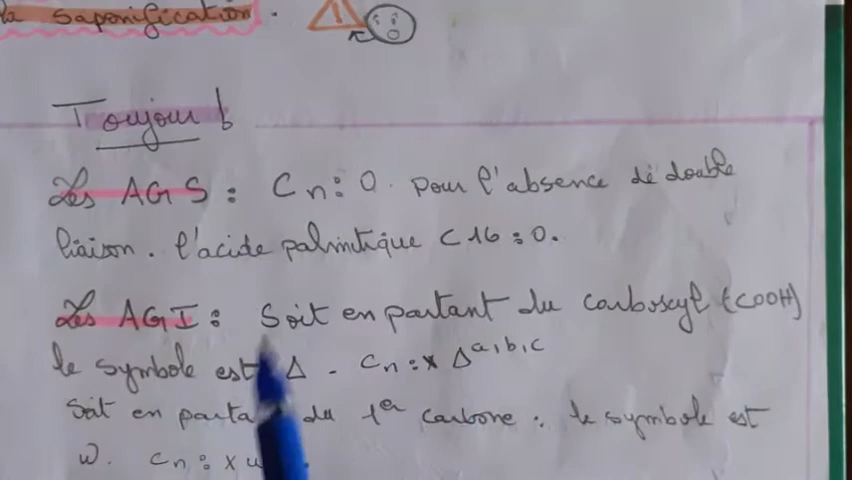 la saponification.
Toujours
Les AGS : Cn:0. pour l'absence de double
liaison. l'acide palmitique C16:0.
Les AGI : Soit en partant du carboxyl (COOH)
le symbole est Δ - Cn:x Δa,b,c
Soit en partant du 1er carbone : le symbole est
ω. Cn:x ω